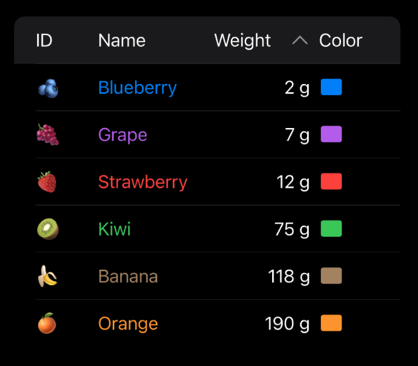 ID Name Weight Color
Blueberry 2 g
Grape 7 g
Strawberry 12 g
Kiwi 75 g
Banana 118 g
Orange 190 g